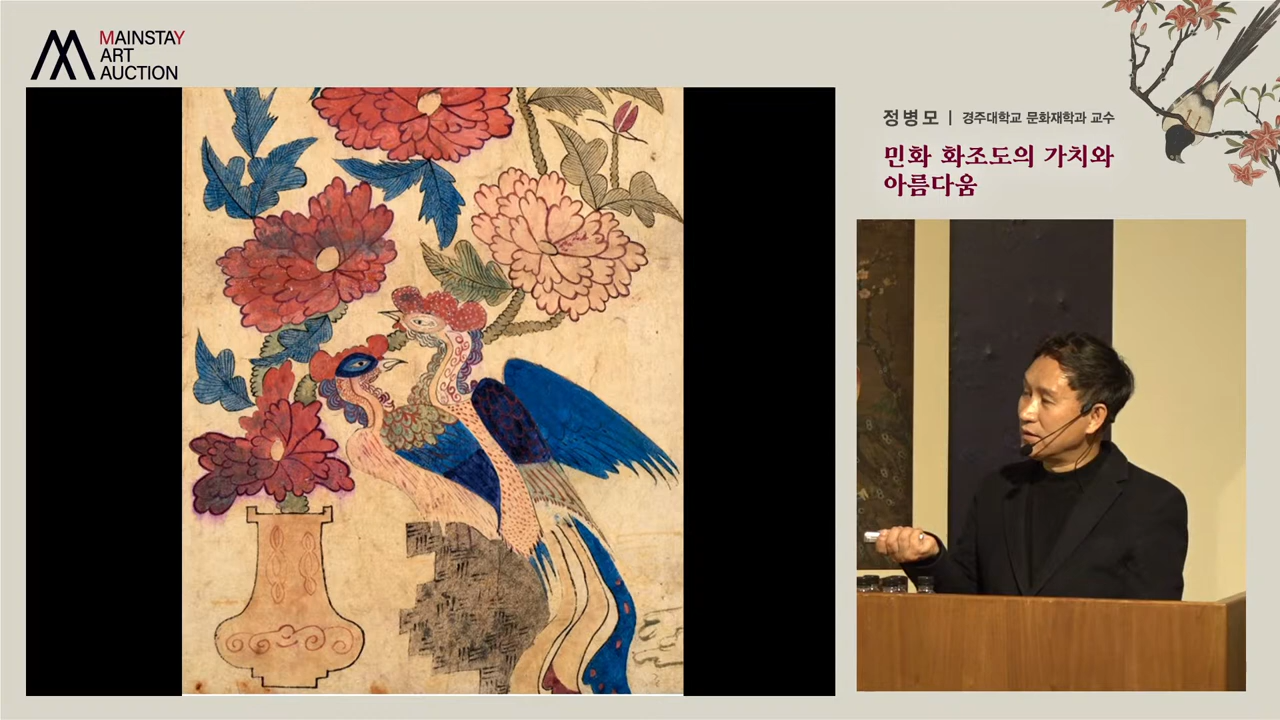 MAINSTAY
ART
AUCTION
정병모 | 경주대학교 문화재학과 교수
민화 화조도의 가치와
아름다움